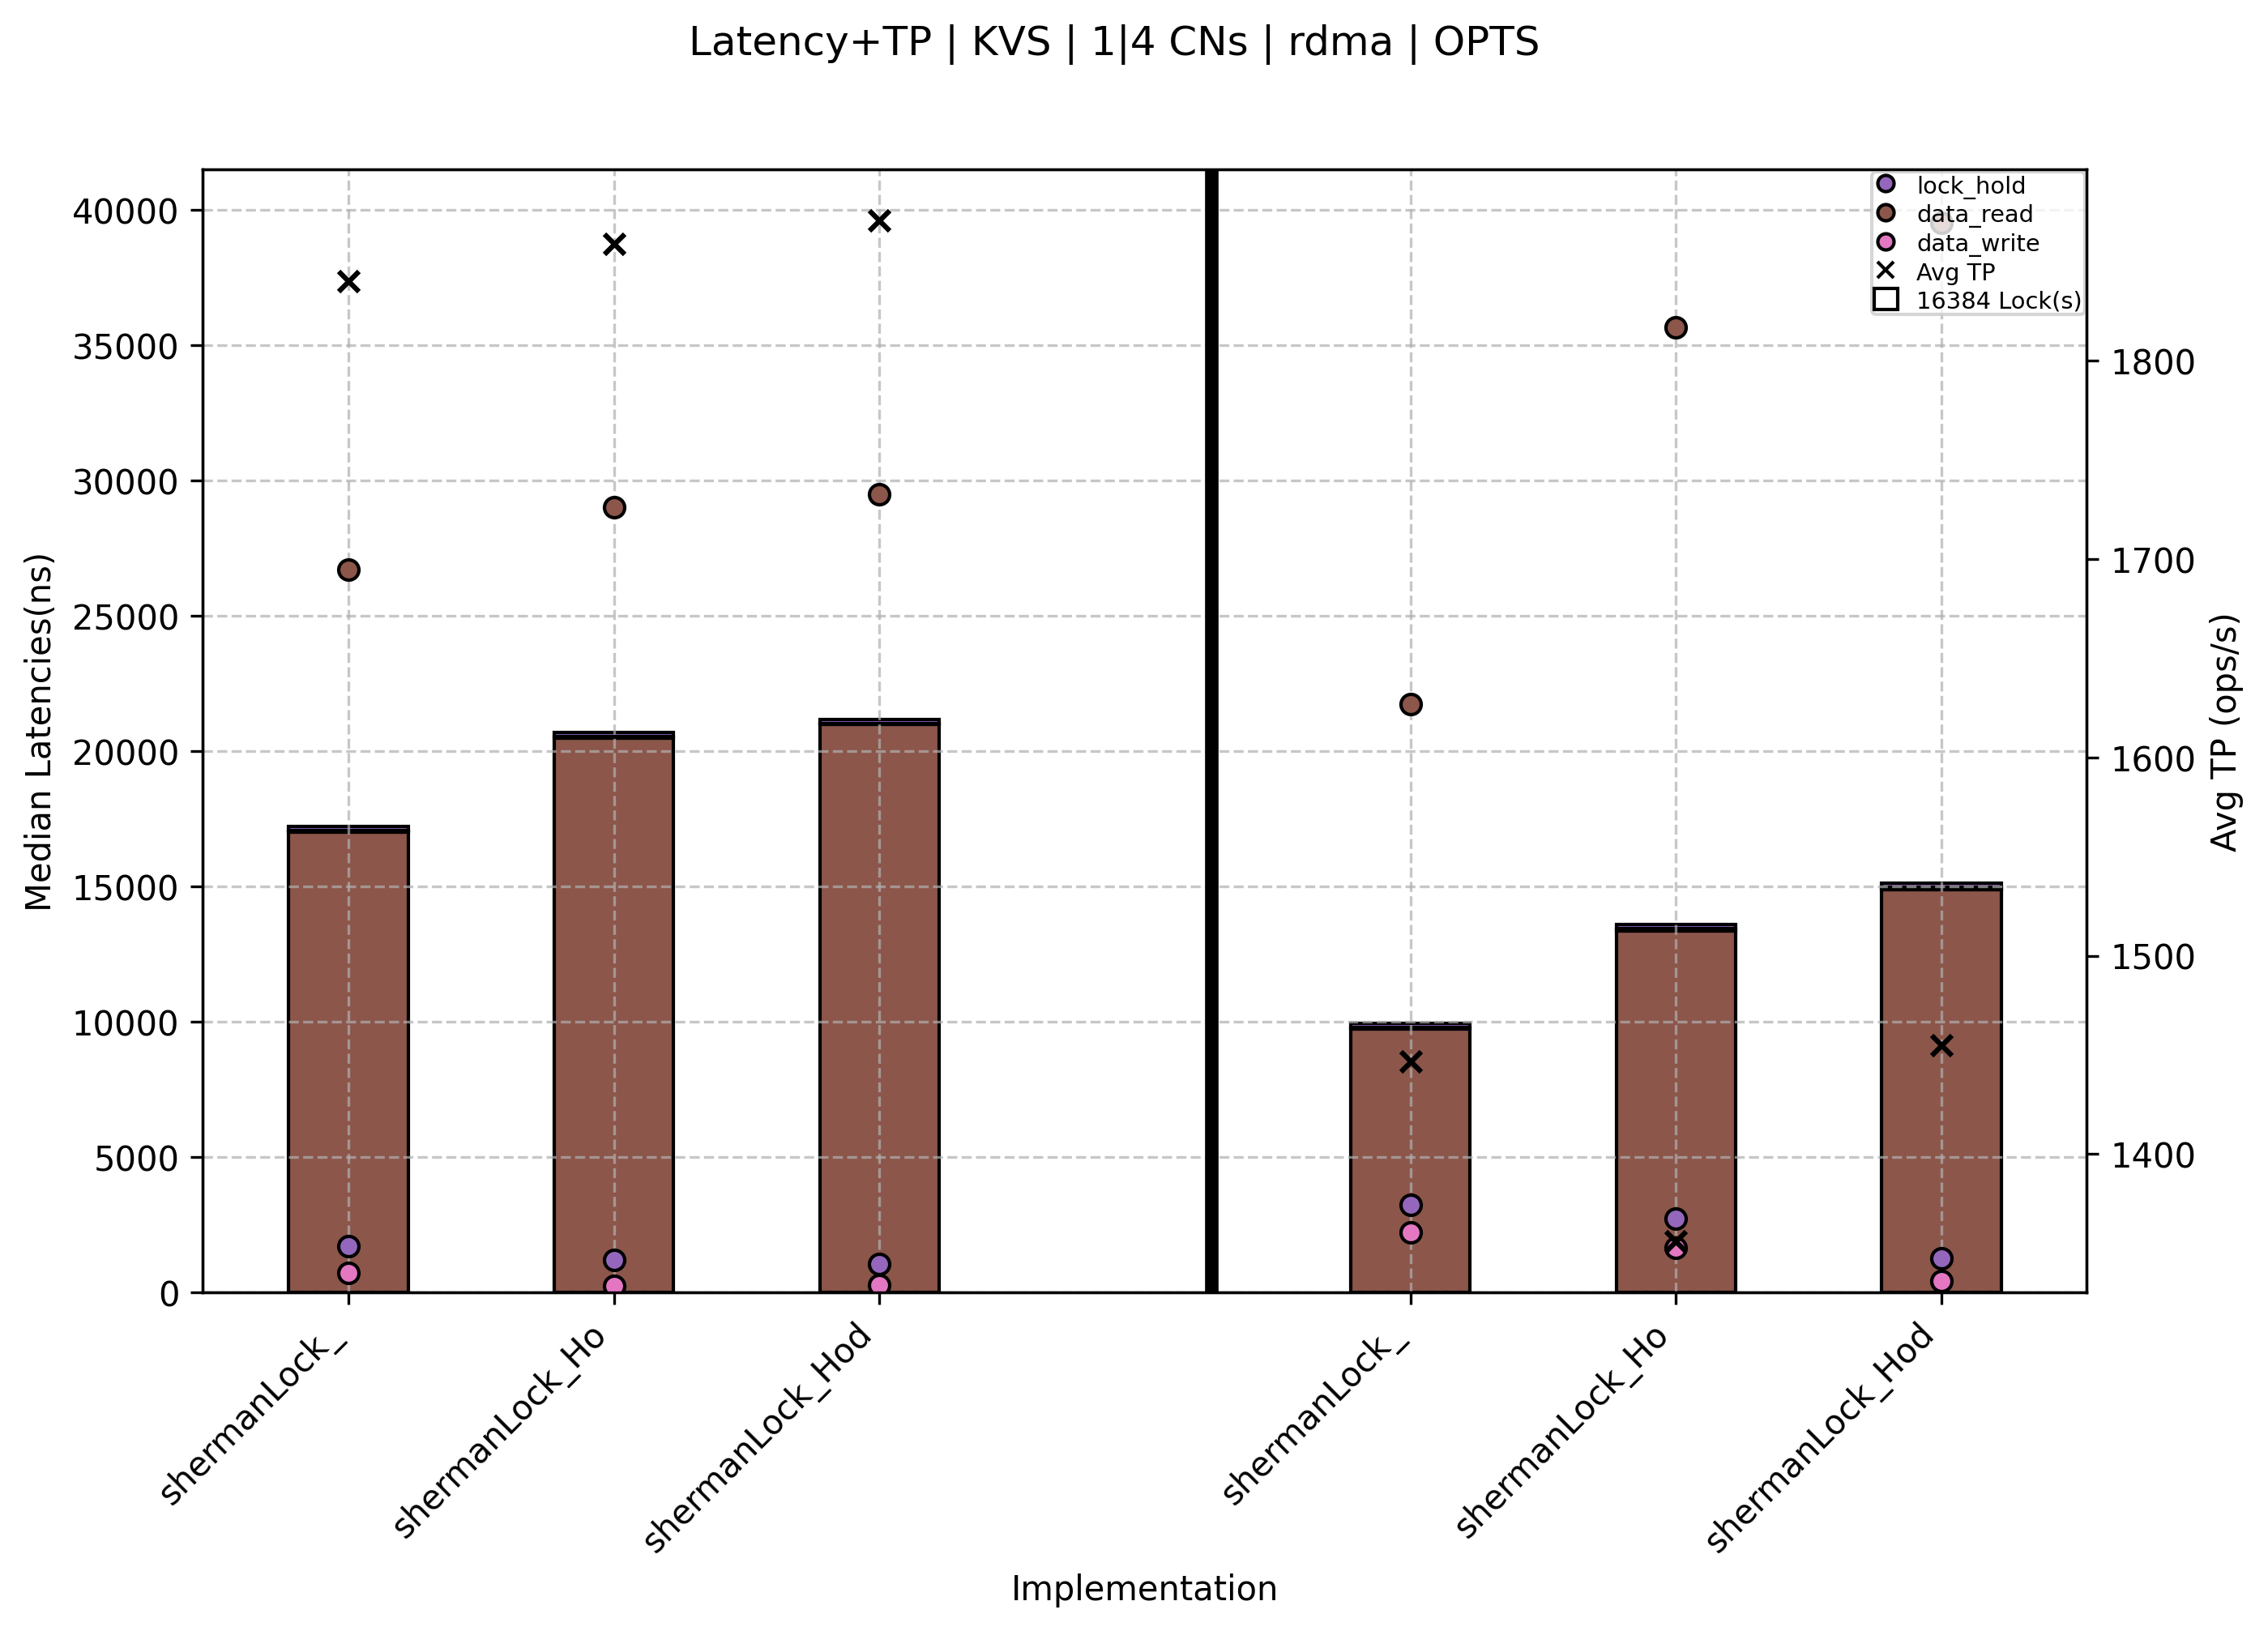 Latency+TP | KVS | 1|4 CNs | rdma | OPTS
40000
35000
30000
25000
20000
15000
10000
5000
0
Median Latencies(ns)
lock_hold
data_read
data_write
Avg TP
16384 Lock(s)
1800
1700
1600
1500
1400
Avg TP (ops/s)
shermanLock_
shermanLock_Ho
shermanLock_Hod
shermanLock_
shermanLock_Ho
shermanLock_Hod
Implementation